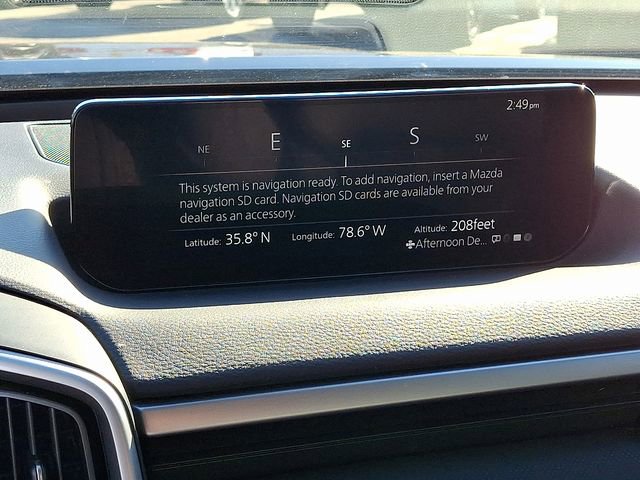 2:49 pm
NE E SE S SW
This system is navigation ready. To add navigation, insert a Mazda
navigation SD card. Navigation SD cards are available from your
dealer as an accessory.
Latitude: 35.8° N Longitude: 78.6° W Altitude: 208feet
Afternoon De...